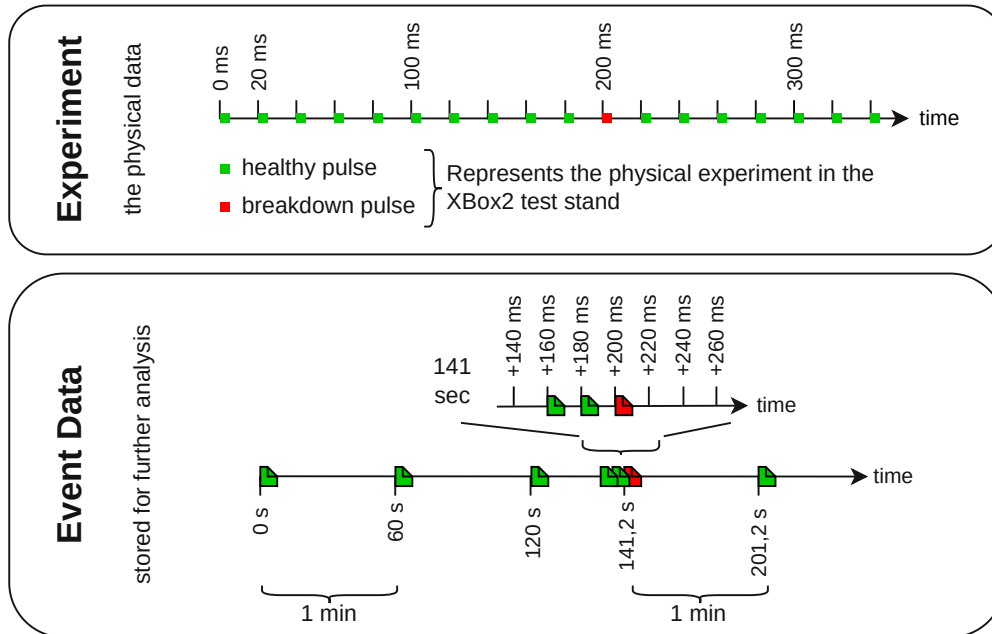 Experiment
the physical data
0 ms
20 ms
100 ms
200 ms
300 ms
time
healthy pulse
breakdown pulse
Represents the physical experiment in the
XBox2 test stand
Event Data
stored for further analysis
141
sec
+140 ms
+160 ms
+180 ms
+200 ms
+220 ms
+240 ms
+260 ms
time
time
0 s
60 s
120 s
141,2 s
201,2 s
1 min
1 min